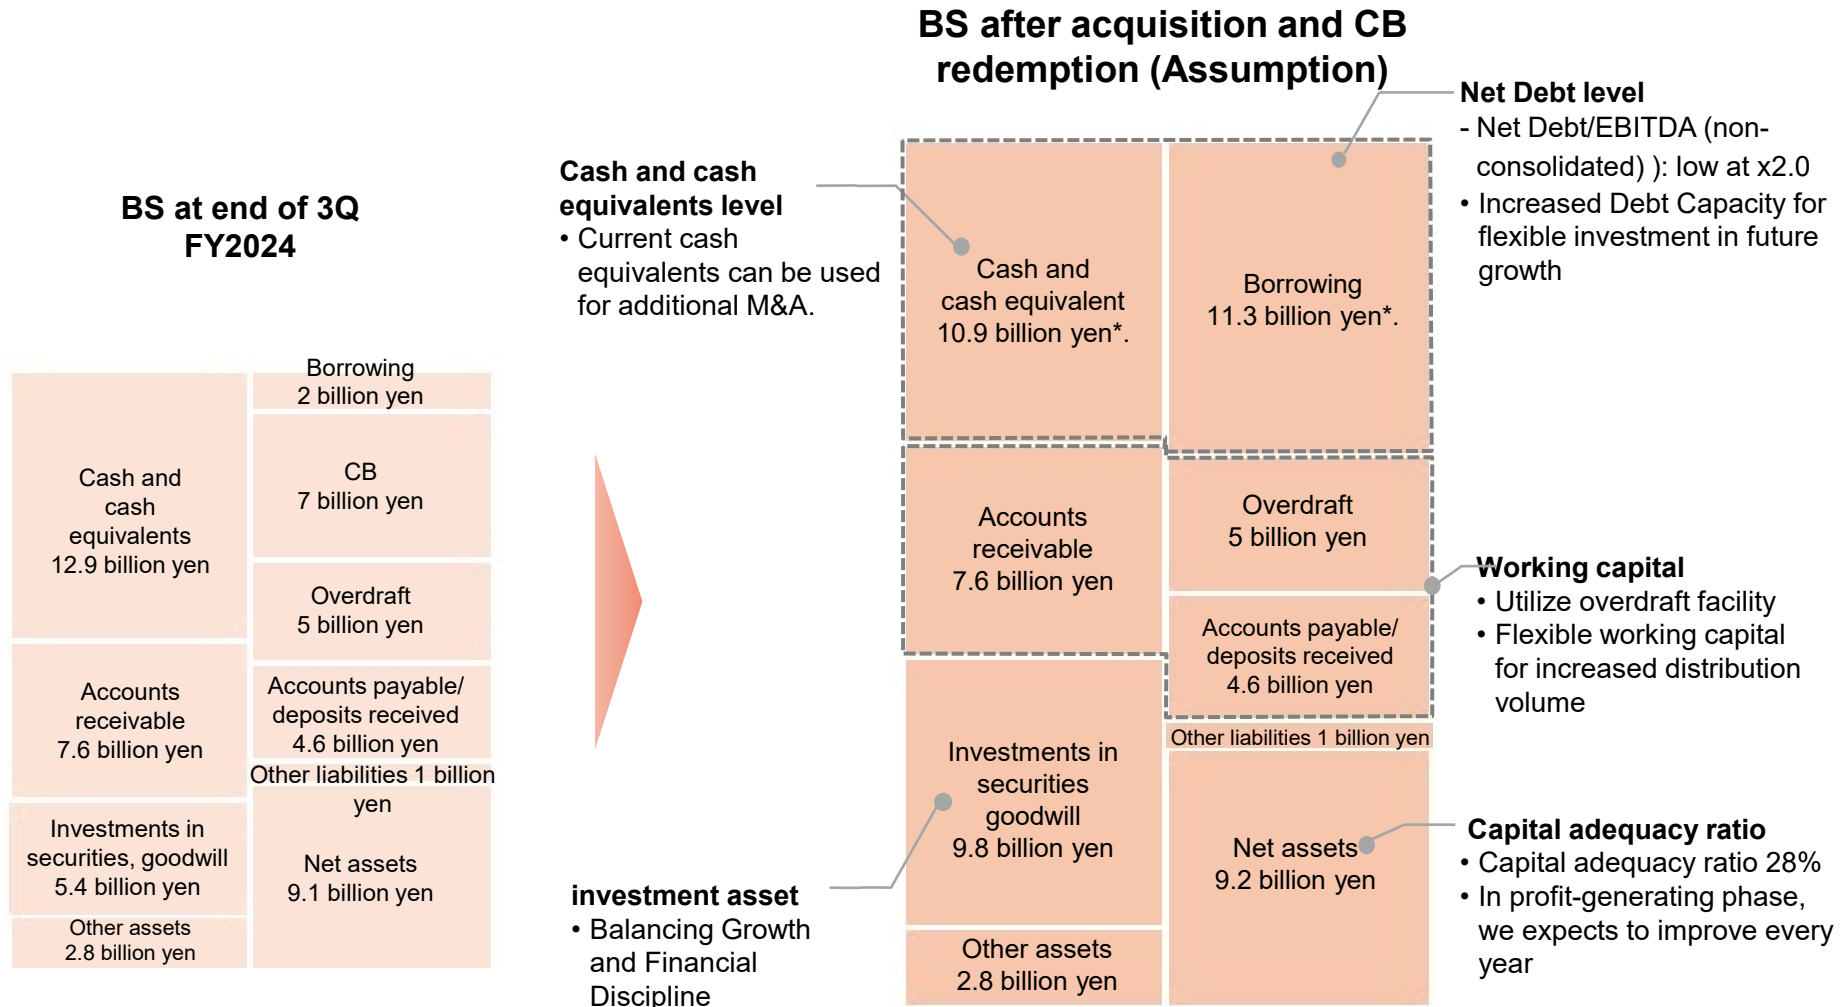 BS after acquisition and CB
redemption (Assumption)
BS at end of 3Q
FY2024
Cash and
cash
equivalents
12.9 billion yen
Accounts
receivable
7.6 billion yen
Investments in
securities, goodwill
5.4 billion yen
Other assets
2.8 billion yen
Borrowing
2 billion yen
CB
7 billion yen
Overdraft
5 billion yen
Accounts payable/
deposits received
4.6 billion yen
Other liabilities 1 billion
yen
Net assets
9.1 billion yen
Cash and cash
equivalents level
• Current cash
equivalents can be used
for additional M&A.
investment asset
• Balancing Growth
and Financial
Discipline
Cash and
cash equivalent
10.9 billion yen*.
Accounts
receivable
7.6 billion yen
Investments in
securities
goodwill
9.8 billion yen
Other assets
2.8 billion yen
Borrowing
11.3 billion yen*.
Overdraft
5 billion yen
Accounts payable/
deposits received
4.6 billion yen
Other liabilities 1 billion yen
Net assets
9.2 billion yen
Net Debt level
- Net Debt/EBITDA (non-
consolidated) ): low at x2.0
• Increased Debt Capacity for
flexible investment in future
growth
Working capital
• Utilize overdraft facility
• Flexible working capital
for increased distribution
volume
Capital adequacy ratio
• Capital adequacy ratio 28%
• In profit-generating phase,
we expects to improve every
year